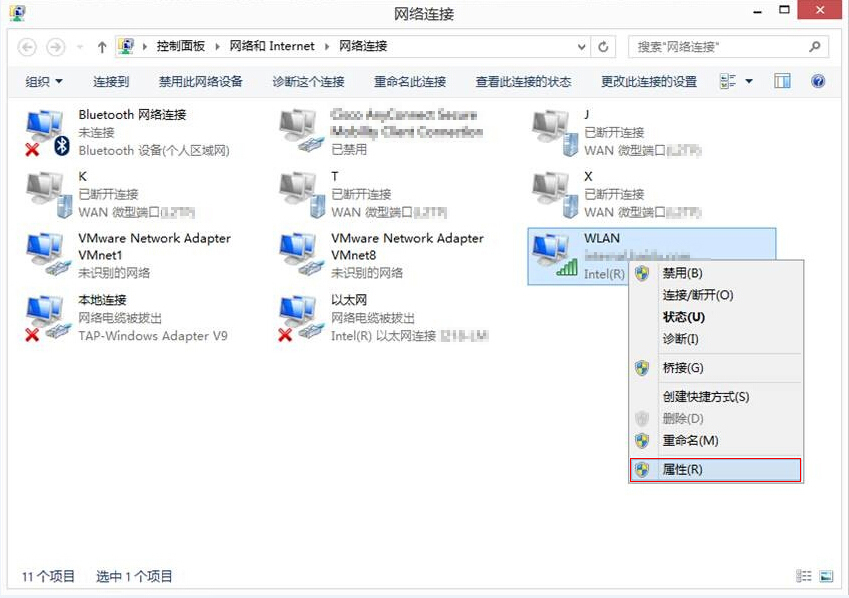 网络连接
控制面板 网络和 Internet 网络连接
搜索"网络连接"
组织 连接到 禁用此网络设备 诊断这个连接 重命名此连接 查看此连接的状态 更改此连接的设置
Bluetooth 网络连接
未连接
Bluetooth 设备(个人区域网)
Cisco AnyConnect Secure
Mobility Client Connection
已禁用
J
已断开连接
WAN 微型端口(L2TP)
K
已断开连接
WAN 微型端口(L2TP)
T
已断开连接
WAN 微型端口(L2TP)
X
已断开连接
WAN 微型端口(L2TP)
VMware Network Adapter
VMnet1
未识别的网络
VMware Network Adapter
VMnet8
未识别的网络
WLAN
Intel(R)
本地连接
网络电缆被拔出
TAP-Windows Adapter V9
以太网
网络电缆被拔出
Intel(R) 以太网连接
禁用(B)
连接/断开(O)
状态(U)
诊断(I)
桥接(G)
创建快捷方式(S)
删除(D)
重命名(M)
属性(R)
11 个项目 选中 1 个项目